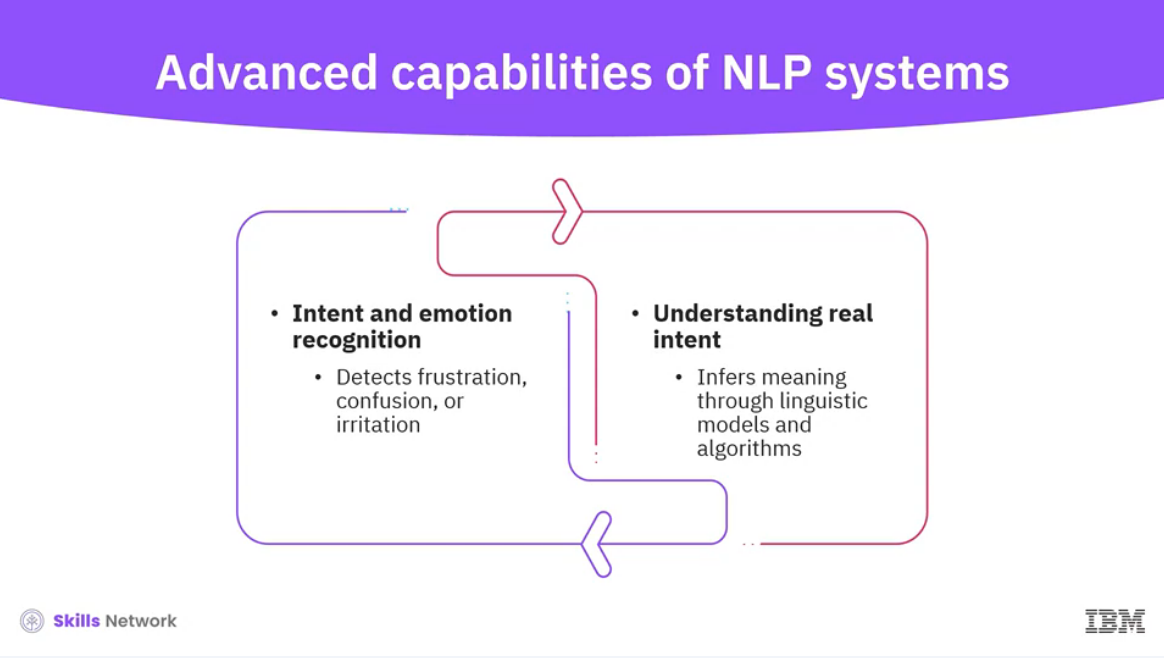 Advanced capabilities of NLP systems
• Intent and emotion
recognition
• Detects frustration,
confusion, or
irritation
• Understanding real
intent
• Infers meaning
through linguistic
models and
algorithms
Skills Network
IBM